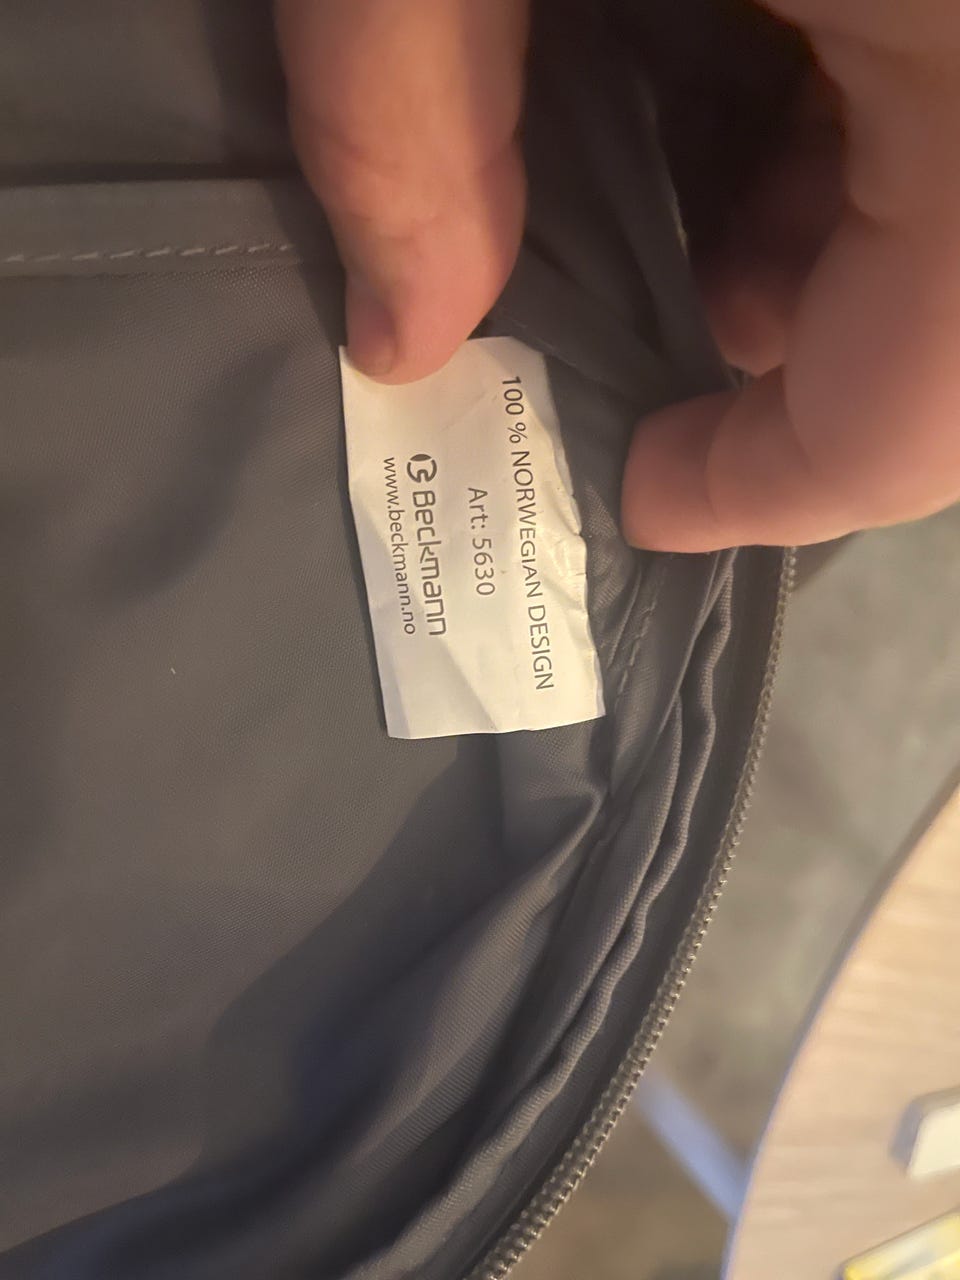 100 % NORWEGIAN DESIGN
Art: 5630
Beckmann
www.beckmann.no